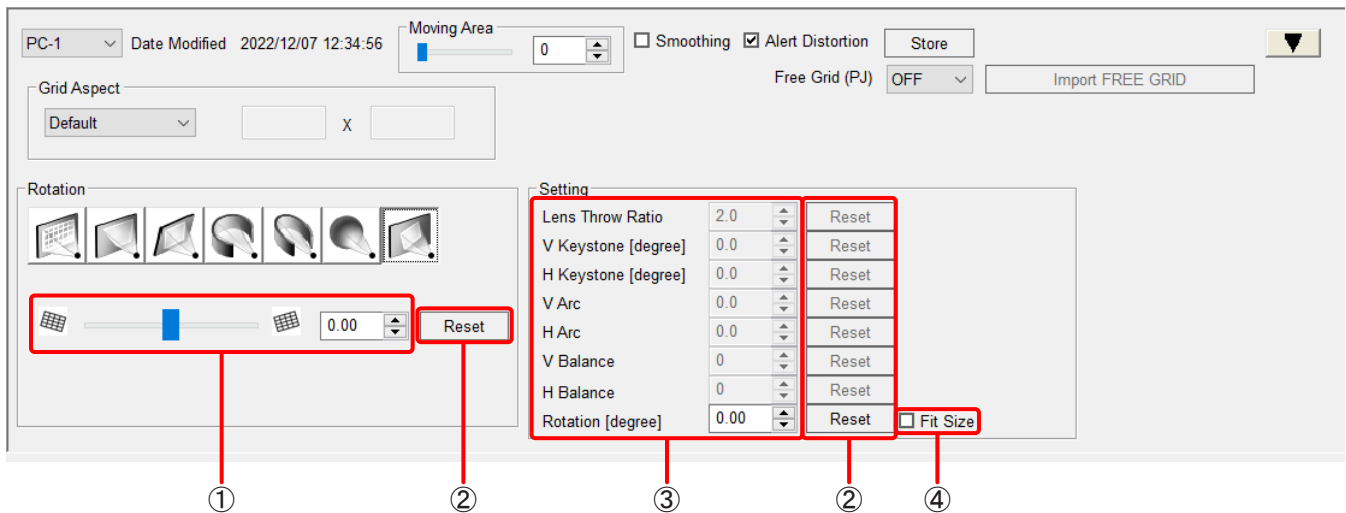 PC-1 Date Modified 2022/12/07 12:34:56 Moving Area 0 Smoothing Alert Distortion Store ▼
Free Grid (PJ) OFF Import FREE GRID
Grid Aspect
Default X
Rotation
0.00 Reset
Setting
Lens Throw Ratio 2.0 Reset
V Keystone [degree] 0.0 Reset
H Keystone [degree] 0.0 Reset
V Arc 0.0 Reset
H Arc 0.0 Reset
V Balance 0 Reset
H Balance 0 Reset
Rotation [degree] 0.00 Reset Fit Size
① ② ③ ② ④